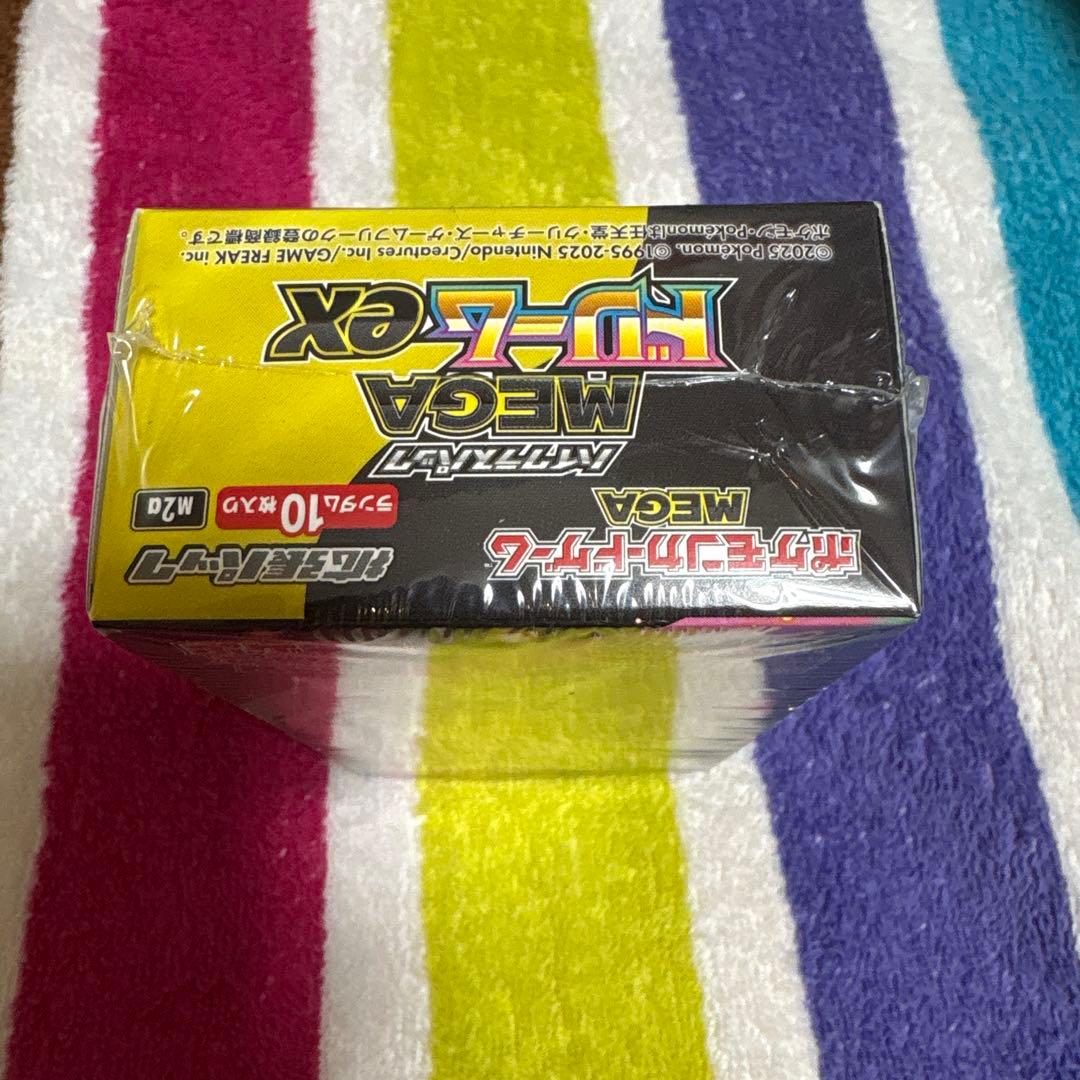 ポケモンカードゲーム
MEGA
拡張パック
ランダム10枚入り
M2a
ハイクラスパック
MEGA
ドリームex
©2025 Pokémon. ©1995-2025 Nintendo/Creatures Inc./GAME FREAK inc.
ポケモン・Pokémonは任天堂・クリーチャーズ・ゲームフリークの登録商標です。